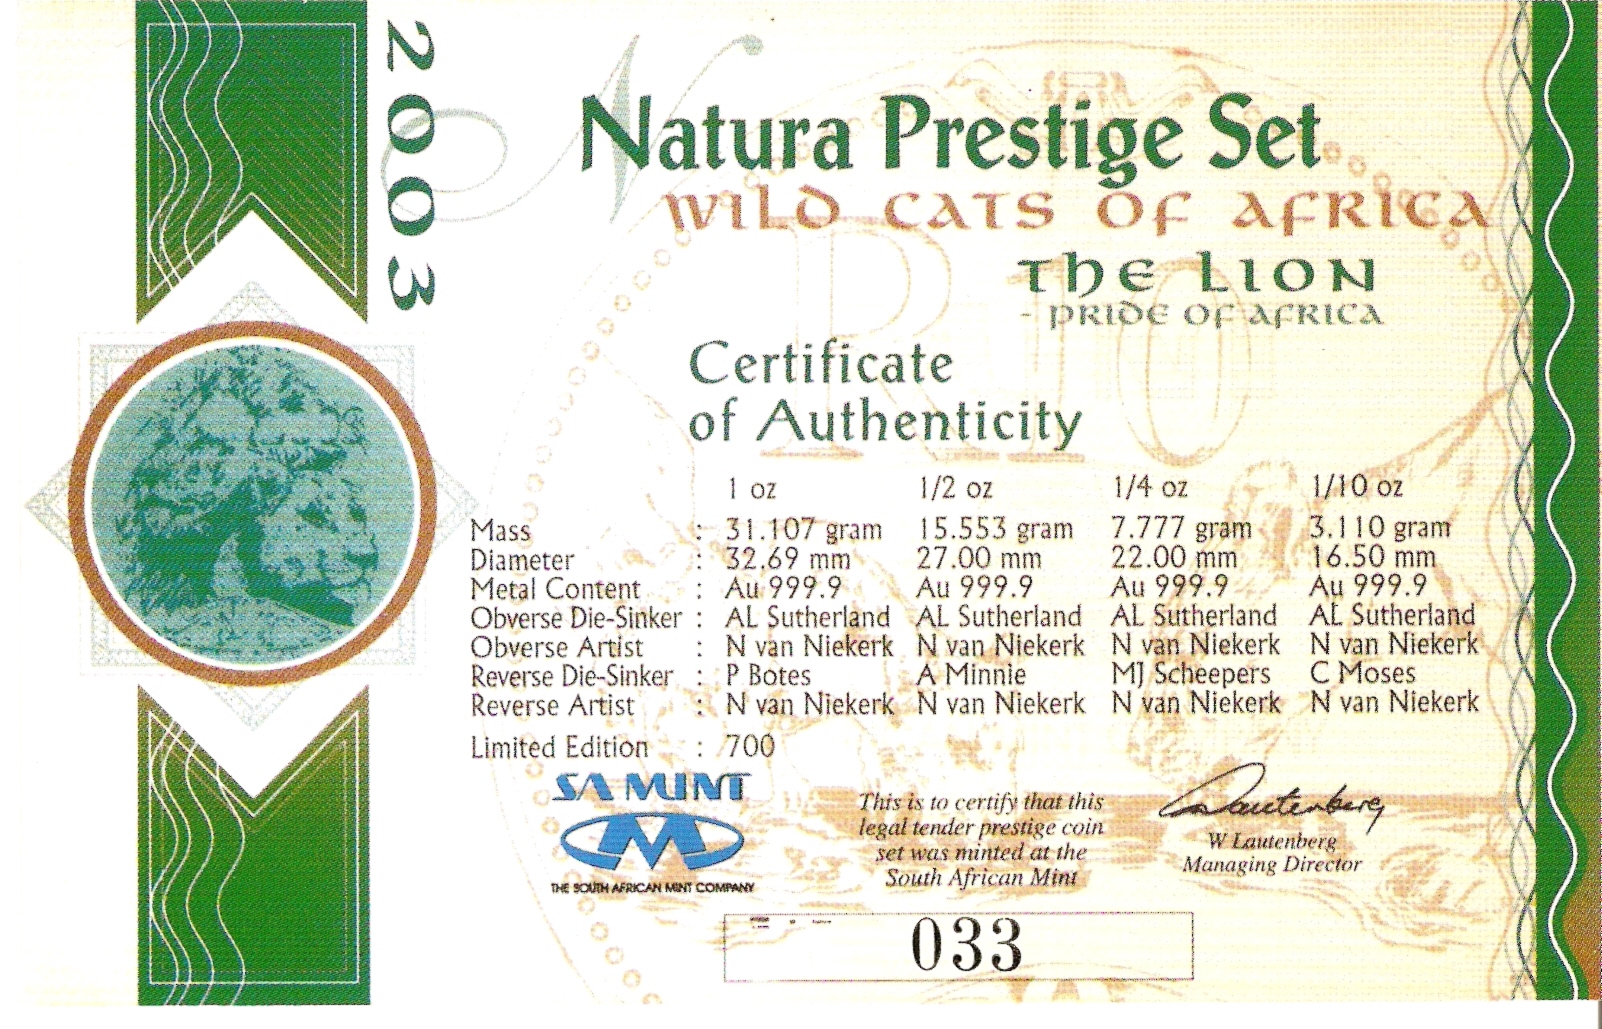 2003
Natura Prestige Set
WILD CATS OF AFRICA
THE LION
- PRIDE OF AFRICA
R10
Certificate
of Authenticity
1 oz 1/2 oz 1/4 oz 1/10 oz
Mass : 31.107 gram 15.553 gram 7.777 gram 3.110 gram
Diameter : 32.69 mm 27.00 mm 22.00 mm 16.50 mm
Metal Content : Au 999.9 Au 999.9 Au 999.9 Au 999.9
Obverse Die-Sinker : AL Sutherland AL Sutherland AL Sutherland AL Sutherland
Obverse Artist : N van Niekerk N van Niekerk N van Niekerk N van Niekerk
Reverse Die-Sinker : P Botes A Minnie MJ Scheepers C Moses
Reverse Artist : N van Niekerk N van Niekerk N van Niekerk N van Niekerk
Limited Edition : 700
SA MINT
THE SOUTH AFRICAN MINT COMPANY
This is to certify that this
legal tender prestige coin
set was minted at the
South African Mint
Lautenberg
W Lautenberg
Managing Director
033